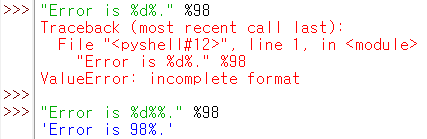 >>> "Error is %d%." %98
Traceback (most recent call last):
  File "<pyshell#12>", line 1, in <module>
    "Error is %d%." %98
ValueError: incomplete format
>>>
>>> "Error is %d%%." %98
'Error is 98%.'